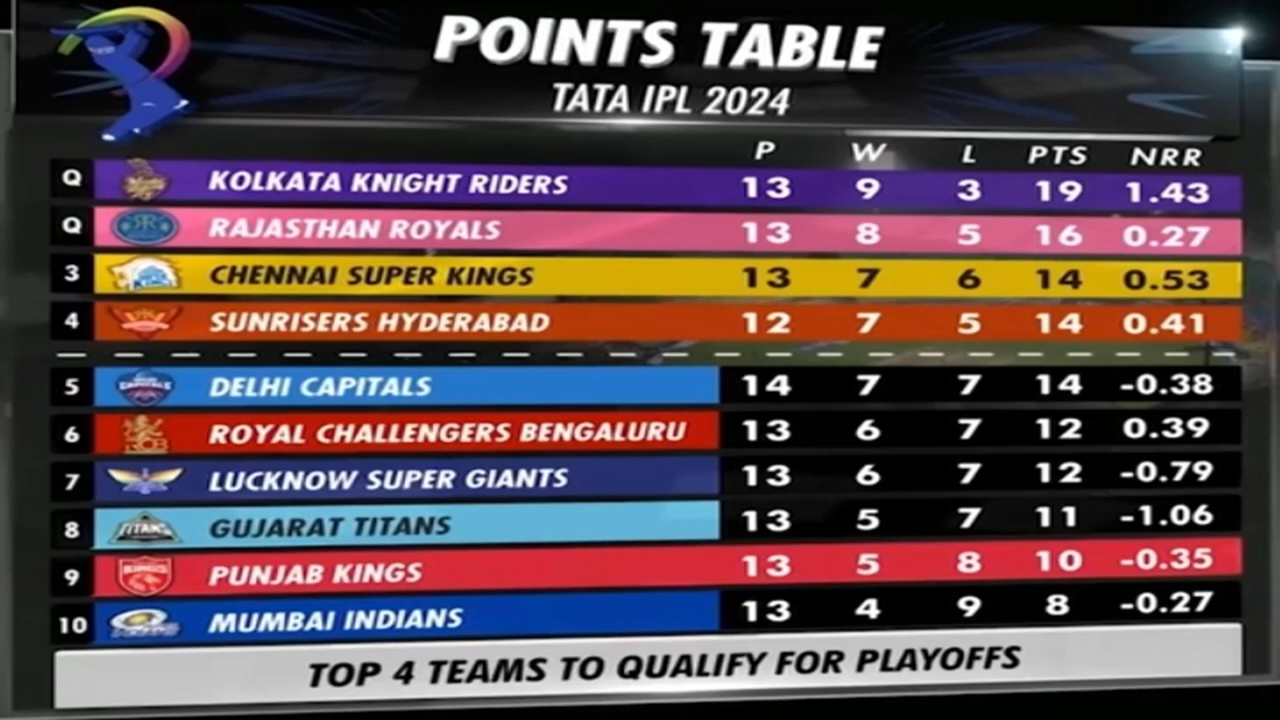 POINTS TABLE
TATA IPL 2024
P W L PTS NRR
Q KOLKATA KNIGHT RIDERS 13 9 3 19 1.43
Q RAJASTHAN ROYALS 13 8 5 16 0.27
3 CHENNAI SUPER KINGS 13 7 6 14 0.53
4 SUNRISERS HYDERABAD 12 7 5 14 0.41
5 CAPITALS DELHI CAPITALS 14 7 7 14 -0.38
6 RCB ROYAL CHALLENGERS BENGALURU 13 6 7 12 0.39
7 LUCKNOW SUPER GIANTS 13 6 7 12 -0.79
8 TITANS GUJARAT TITANS 13 5 7 11 -1.06
9 KINGS PUNJAB KINGS 13 5 8 10 -0.35
10 MUMBAI INDIANS 13 4 9 8 -0.27
TOP 4 TEAMS TO QUALIFY FOR PLAYOFFS